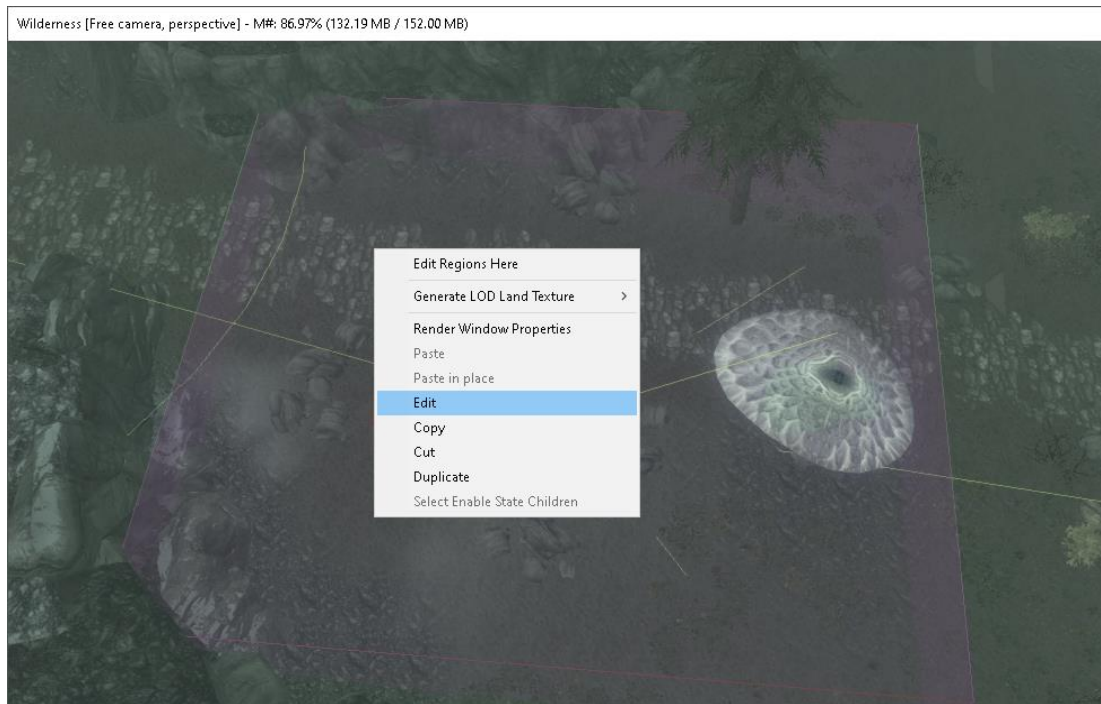 Wilderness [Free camera, perspective] - M#: 86.97% (132.19 MB / 152.00 MB)
Edit Regions Here
Generate LOD Land Texture
Render Window Properties
Paste
Paste in place
Edit
Copy
Cut
Duplicate
Select Enable State Children